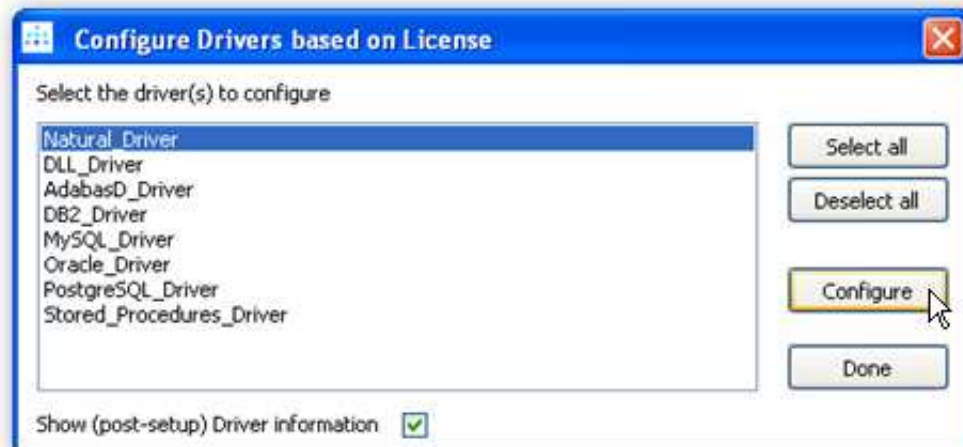 Configure Drivers based on License
Select the driver(s) to configure
Natural_Driver
DLL_Driver
AdabasD_Driver
DB2_Driver
MySQL_Driver
Oracle_Driver
PostgreSQL_Driver
Stored_Procedures_Driver
Select all
Deselect all
Configure
Done
Show (post-setup) Driver information